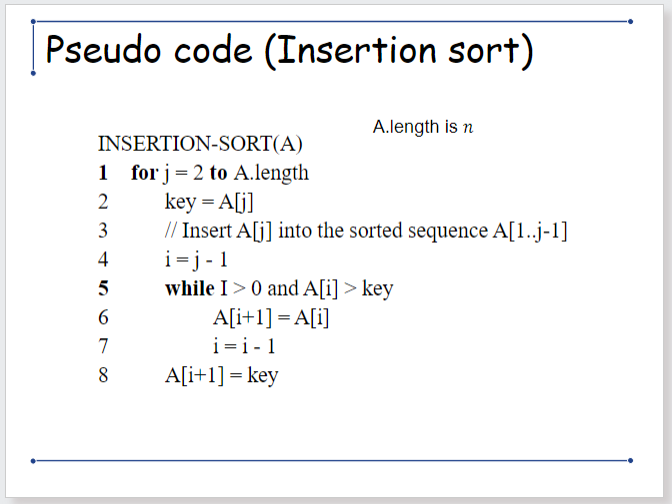 Pseudo code (Insertion sort)
A.length is n
INSERTION-SORT(A)
1 for j = 2 to A.length
2 key = A[j]
3 // Insert A[j] into the sorted sequence A[1..j-1]
4 i = j - 1
5 while I > 0 and A[i] > key
6 A[i+1] = A[i]
7 i = i - 1
8 A[i+1] = key